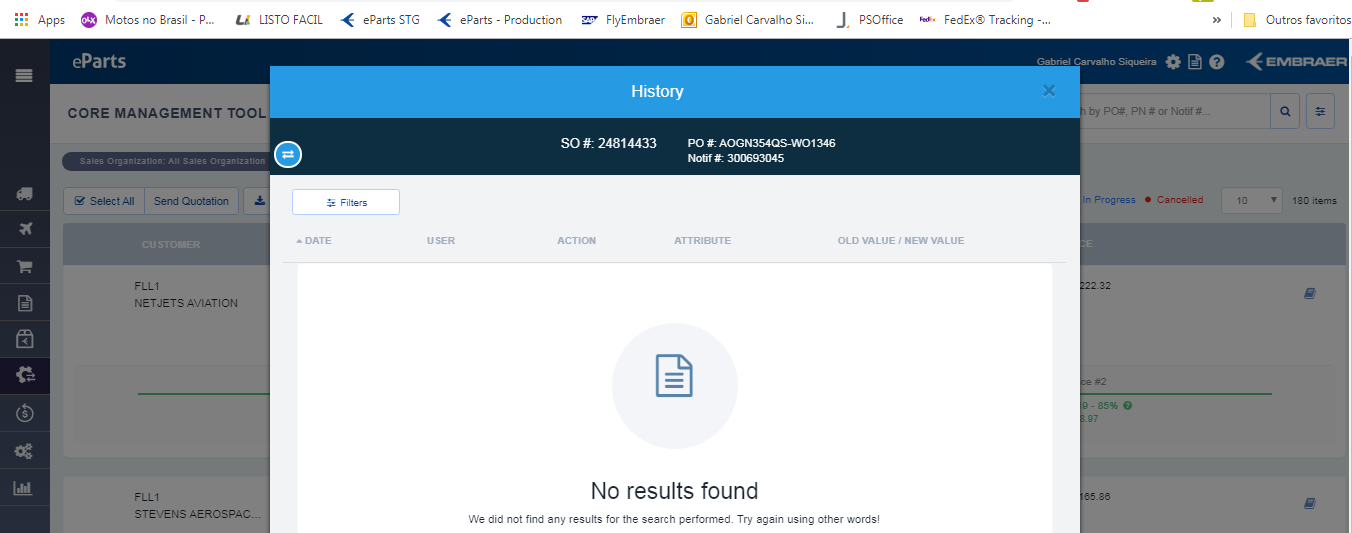 Apps Motos no Brasil - P... LISTO FACIL eParts STG eParts - Production FlyEmbraer Gabriel Carvalho Si... PSOffice FedEx® Tracking -... » Outros favoritos
eParts
Gabriel Carvalho Siqueira EMBRAER
History
CORE MANAGEMENT TOOL
by PO#, PN # or Notif #...
SO #: 24814433
PO #: AOGN354QS-WO1346
Notif #: 300693045
Sales Organization: All Sales Organization
Select All Send Quotation
Filters
In Progress Cancelled 10 180 items
CUSTOMER
DATE USER ACTION ATTRIBUTE OLD VALUE / NEW VALUE
FLL1
NETJETS AVIATION
222.32
#2
- 85%
8.97
No results found
We did not find any results for the search performed. Try again using other words!
FLL1
STEVENS AEROSPAC...
165.86